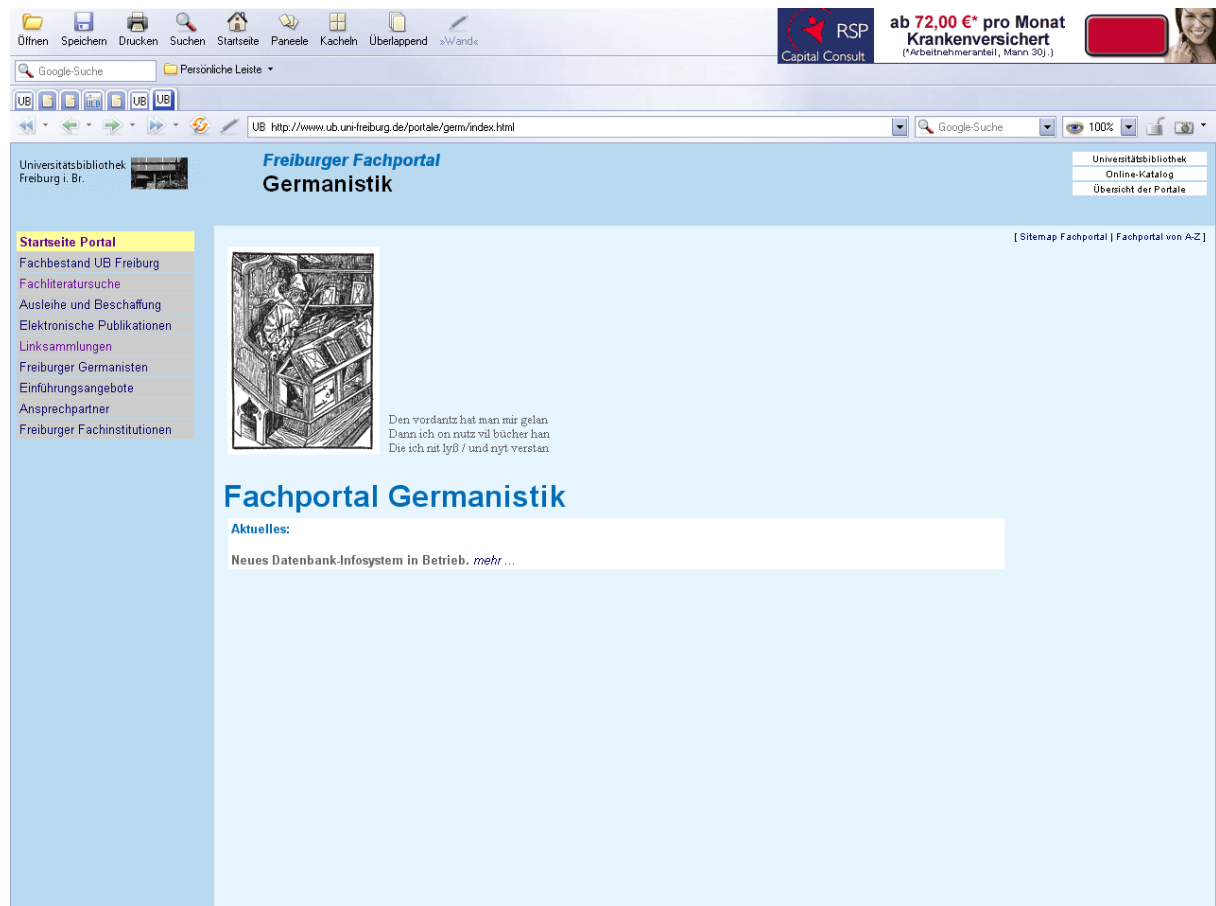 Öffnen Speichern Drucken Suchen Startseite Paneele Kacheln Überlappend »Wand«
RSP
Capital Consult
ab 72,00 €* pro Monat
Krankenversichert
(*Arbeitnehmeranteil, Mann 30j.)
Google-Suche Persönliche Leiste
UB ULB UB UB
UB http://www.ub.uni-freiburg.de/portale/germ/index.html Google-Suche 100%
Universitätsbibliothek
Freiburg i. Br.
Freiburger Fachportal
Germanistik
Universitätsbibliothek
Online-Katalog
Übersicht der Portale
[ Sitemap Fachportal | Fachportal von A-Z ]
Startseite Portal
Fachbestand UB Freiburg
Fachliteratursuche
Ausleihe und Beschaffung
Elektronische Publikationen
Linksammlungen
Freiburger Germanisten
Einführungsangebote
Ansprechpartner
Freiburger Fachinstitutionen
Den vordantz hat man mir gelan
Dann ich on nutz vil bücher han
Die ich nit lyß / und nyt verstan
Fachportal Germanistik
Aktuelles:
Neues Datenbank-Infosystem in Betrieb. mehr ...